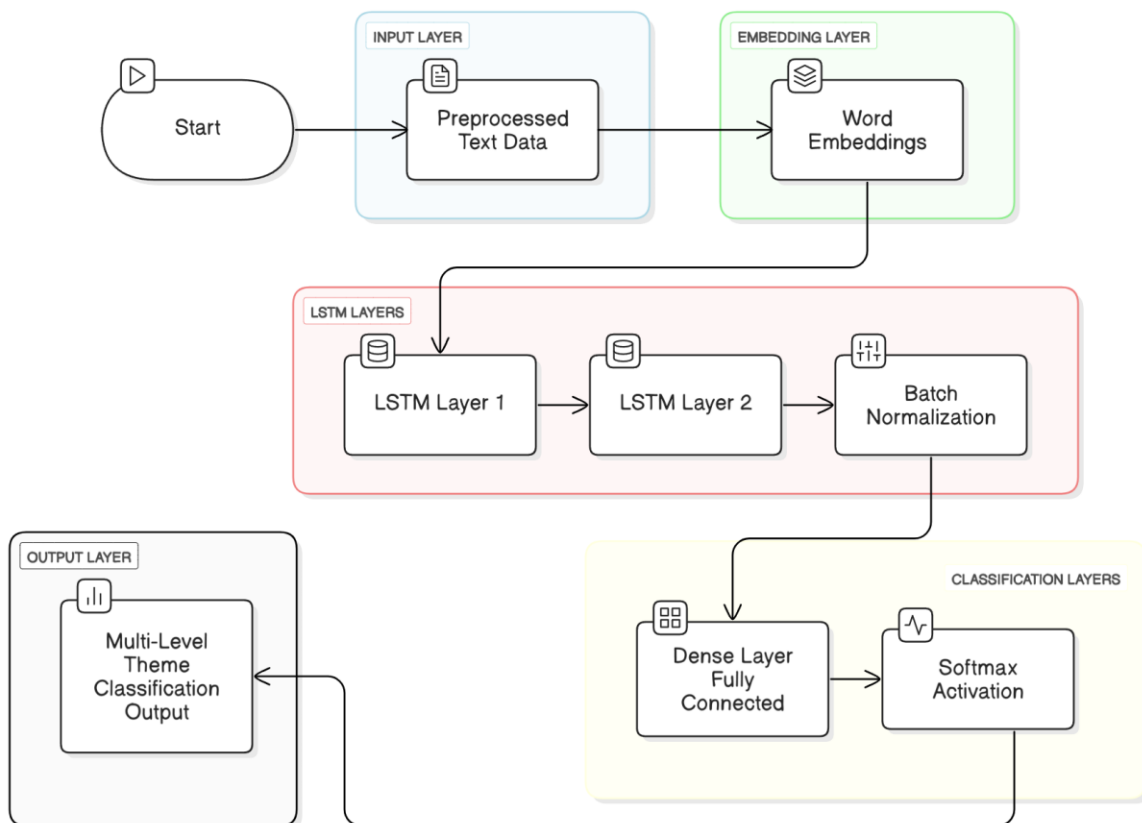 INPUT LAYER
EMBEDDING LAYER
Start
Preprocessed
Text Data
Word
Embeddings
LSTM LAYERS
LSTM Layer 1
LSTM Layer 2
Batch
Normalization
OUTPUT LAYER
Multi-Level
Theme
Classification
Output
CLASSIFICATION LAYERS
Dense Layer
Fully
Connected
Softmax
Activation